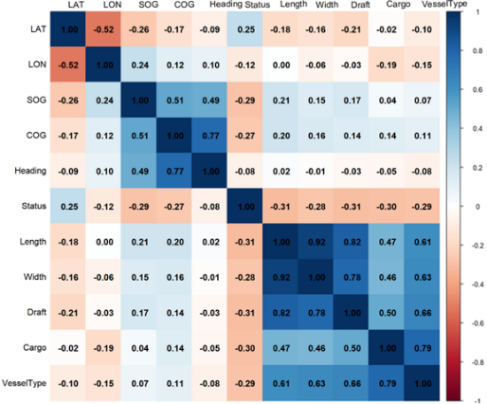 LAT LON SOG COG Heading Status Length Width Draft Cargo VesselType
LAT 1.00 -0.52 -0.26 -0.17 -0.09 0.25 -0.18 -0.16 -0.21 -0.02 -0.10
LON -0.52 1.00 0.24 0.12 0.10 -0.12 0.00 -0.06 -0.03 -0.19 -0.15
SOG -0.26 0.24 1.00 0.51 0.49 -0.29 0.21 0.15 0.17 0.04 0.07
COG -0.17 0.12 0.51 1.00 0.77 -0.27 0.20 0.16 0.14 0.14 0.11
Heading -0.09 0.10 0.49 0.77 1.00 -0.08 0.02 -0.01 -0.03 -0.05 -0.08
Status 0.25 -0.12 -0.29 -0.27 -0.08 1.00 -0.31 -0.28 -0.31 -0.30 -0.29
Length -0.18 0.00 0.21 0.20 0.02 -0.31 1.00 0.92 0.82 0.47 0.61
Width -0.16 -0.06 0.15 0.16 -0.01 -0.28 0.92 1.00 0.78 0.46 0.63
Draft -0.21 -0.03 0.17 0.14 -0.03 -0.31 0.82 0.78 1.00 0.50 0.66
Cargo -0.02 -0.19 0.04 0.14 -0.05 -0.30 0.47 0.46 0.50 1.00 0.79
VesselType -0.10 -0.15 0.07 0.11 -0.08 -0.29 0.61 0.63 0.66 0.79 1.00
1
0.8
0.6
0.4
0.2
0
-0.2
-0.4
-0.6
-0.8
-1